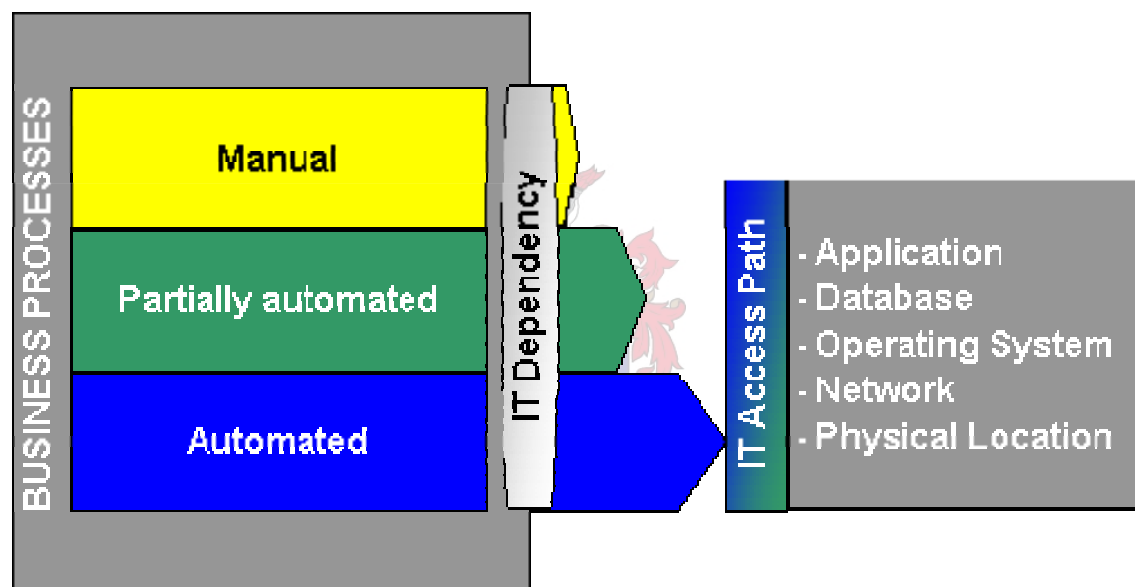 BUSINESS PROCESSES
Manual
Partially automated
Automated
IT Dependency
IT Access Path
- Application
- Database
- Operating System
- Network
- Physical Location